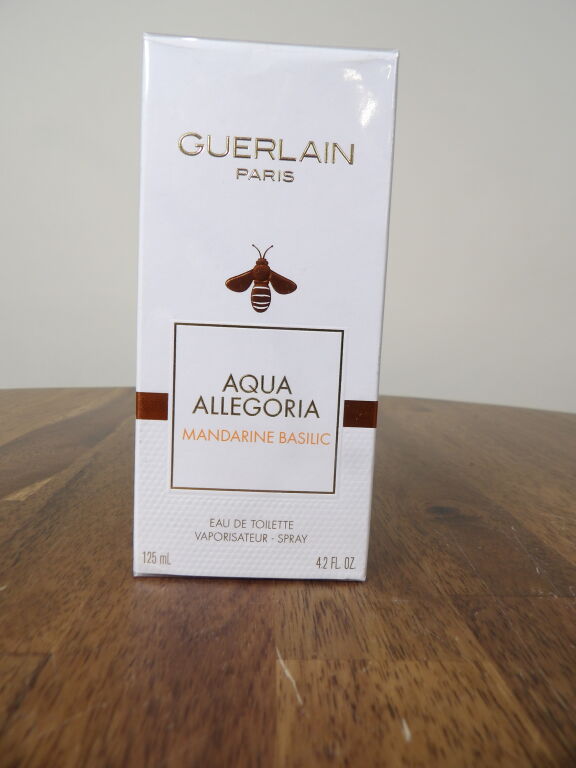 GUERLAIN
PARIS
AQUA
ALLEGORIA
MANDARINE BASILIC
EAU DE TOILETTE
VAPORISATEUR - SPRAY
125 mL 4.2 FL. OZ.